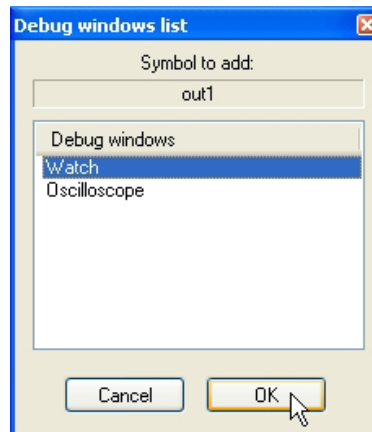 Debug windows list
Symbol to add:
out1
Debug windows
Watch
Oscilloscope
Cancel OK